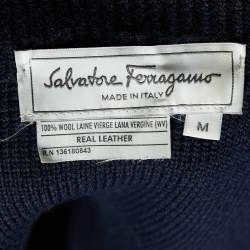 Salvatore Ferragamo
MADE IN ITALY
100% WOOL LAINE VIERGE LANA VERGINE (WV)
REAL LEATHER
R.N 136180843
M